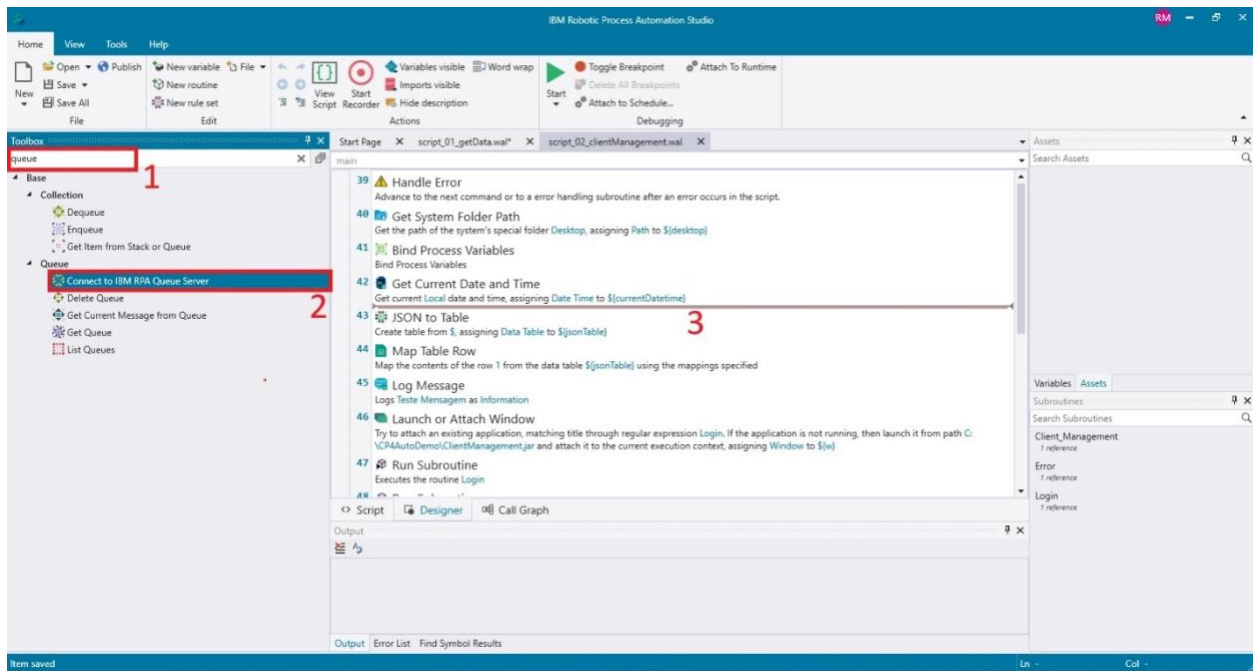 IBM Robotic Process Automation Studio
RM
Home View Tools Help
New
Open
Publish
Save
Save All
File
New variable
File
New routine
New rule set
Edit
View Script
Start Recorder
Variables visible
Word wrap
Imports visible
Hide description
Actions
Start
Toggle Breakpoint
Attach To Runtime
Delete All Breakpoints
Attach to Schedule...
Debugging
Toolbox
queue
1
Base
Collection
Dequeue
Enqueue
Get Item from Stack or Queue
Queue
Connect to IBM RPA Queue Server
2
Delete Queue
Get Current Message from Queue
Get Queue
List Queues
Start Page script_01_getData.wal* script_02_clientManagement.wal
main
39 Handle Error
Advance to the next command or to a error handling subroutine after an error occurs in the script.
40 Get System Folder Path
Get the path of the system's special folder Desktop, assigning Path to ${desktop}
41 Bind Process Variables
Bind Process Variables
42 Get Current Date and Time
Get current Local date and time, assigning Date Time to ${currentDatetime}
3
43 JSON to Table
Create table from $, assigning Data Table to ${jsonTable}
44 Map Table Row
Map the contents of the row 1 from the data table ${jsonTable} using the mappings specified
45 Log Message
Logs Teste Mensagem as Information
46 Launch or Attach Window
Try to attach an existing application, matching title through regular expression Login. If the application is not running, then launch it from path C:
\CP4AutoDemo\ClientManagement.jar and attach it to the current execution context, assigning Window to ${w}
47 Run Subroutine
Executes the routine Login
48
Script Designer Call Graph
Output
Output Error List Find Symbol Results
Assets
Search Assets
Variables Assets
Subroutines
Search Subroutines
Client_Management
1 reference
Error
1 reference
Login
1 reference
Item saved
Ln - Col -